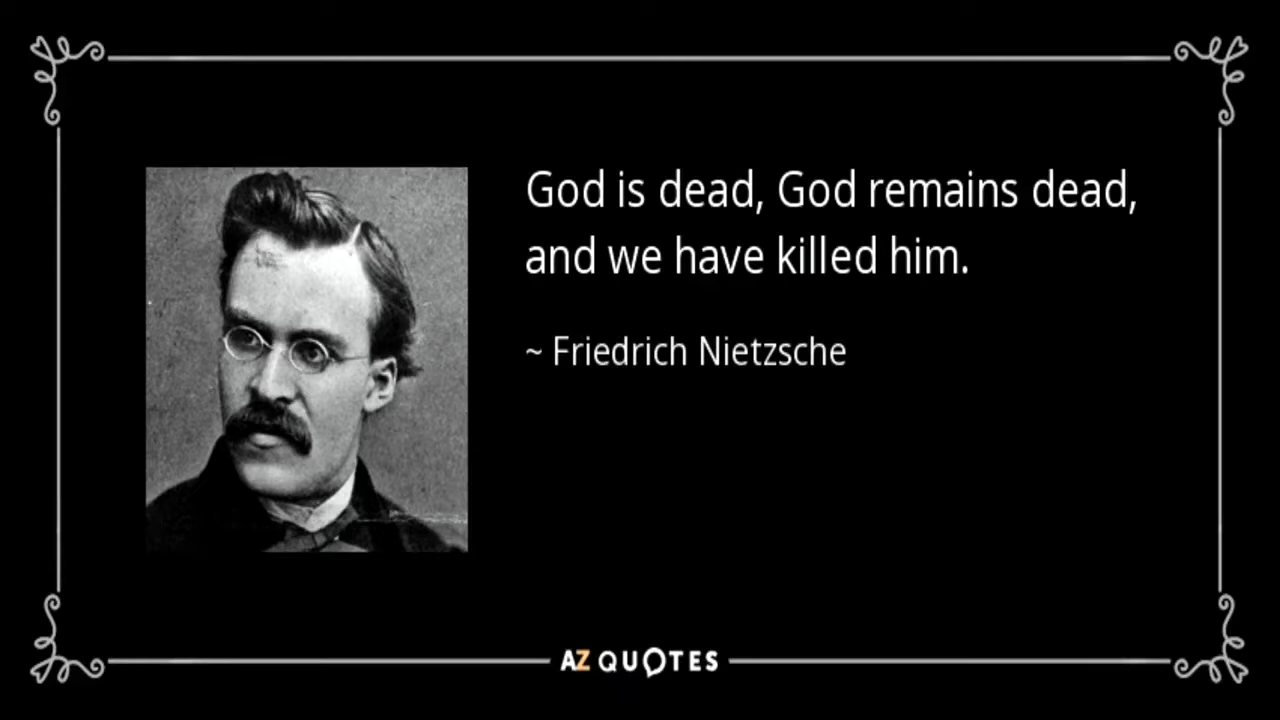 God is dead, God remains dead,
and we have killed him.
~ Friedrich Nietzsche
AZ QUOTES